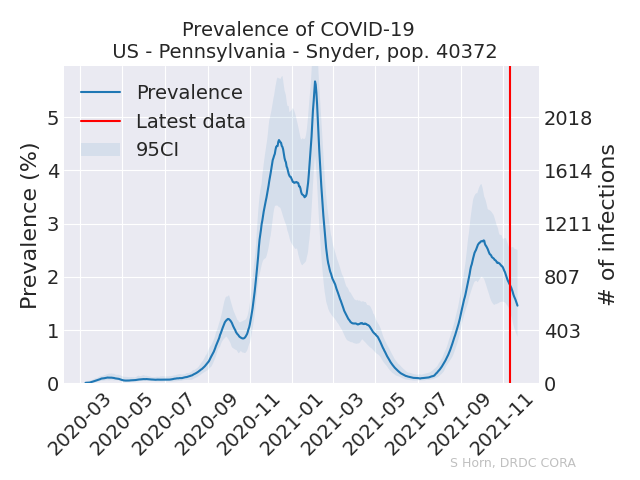 Prevalence of COVID-19
US - Pennsylvania - Snyder, pop. 40372
Prevalence
Latest data
95CI
Prevalence (%)
5
4
3
2
1
0
2018
1614
1211
807
403
0
# of infections
2020-03
2020-05
2020-07
2020-09
2020-11
2021-01
2021-03
2021-05
2021-07
2021-09
2021-11
S Horn, DRDC CORA